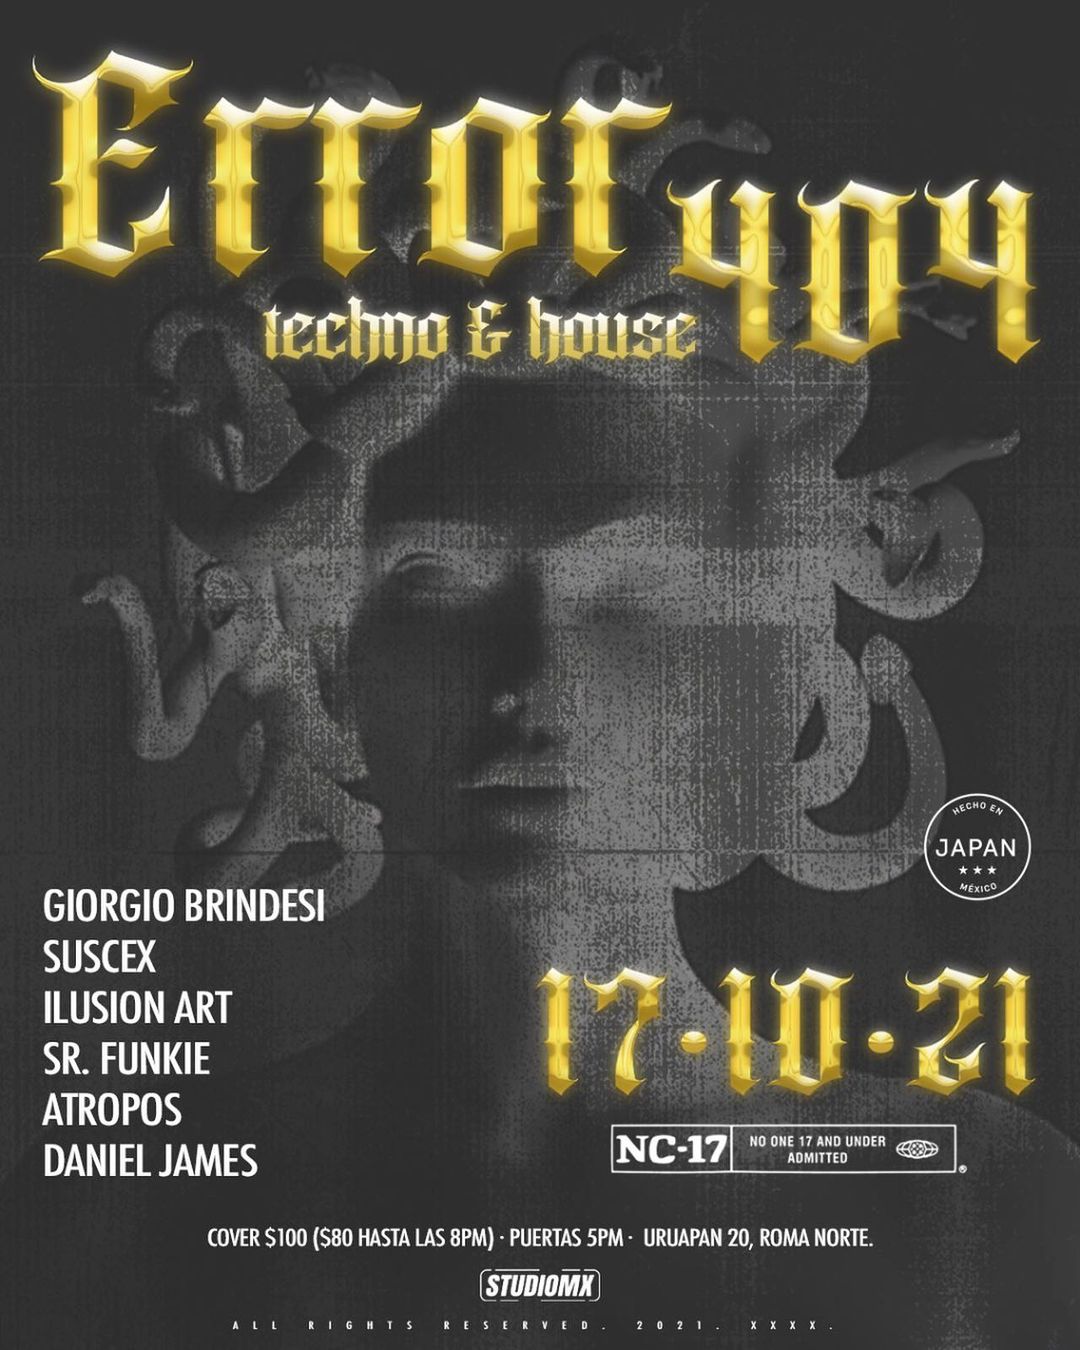 Error 404
techno & house
HECHO EN
JAPAN
★ ★ ★
MÉXICO
GIORGIO BRINDESI
SUSCEX
ILUSION ART
SR. FUNKIE
ATROPOS
DANIEL JAMES
17·10·21
NC-17
NO ONE 17 AND UNDER
ADMITTED
®
COVER $100 ($80 HASTA LAS 8PM) · PUERTAS 5PM · URUAPAN 20, ROMA NORTE.
STUDIOMX
ALL RIGHTS RESERVED. 2021. XXXX.